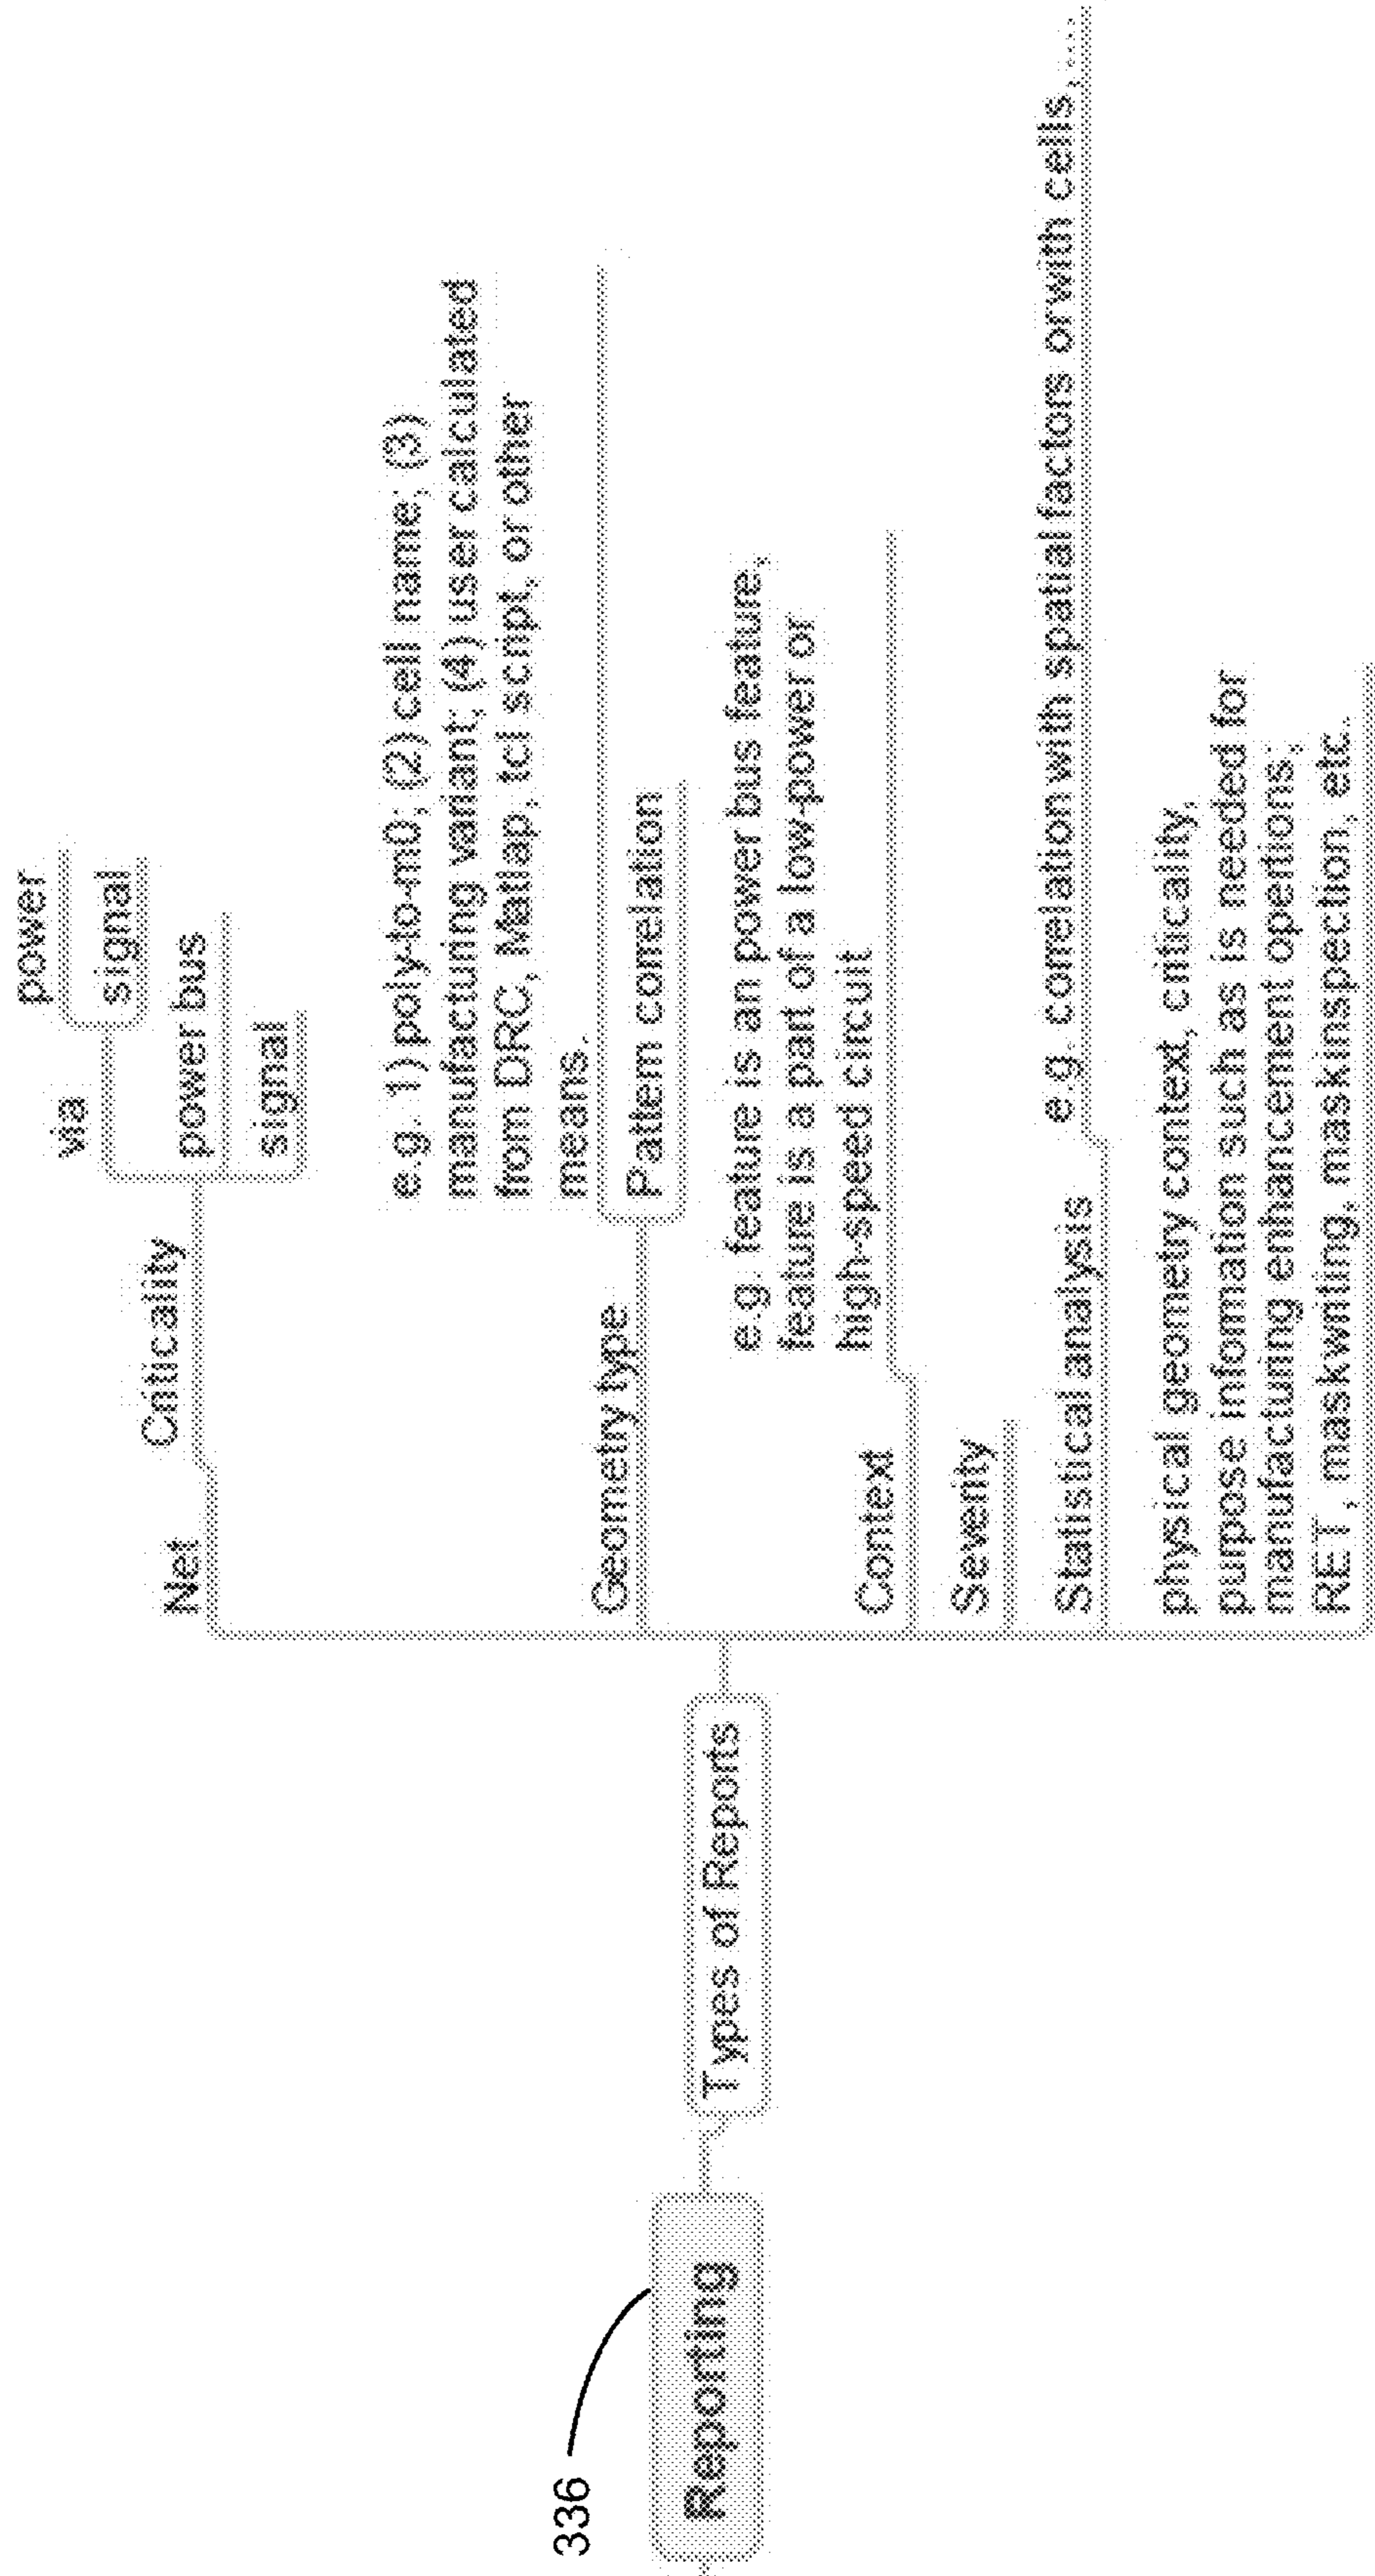 336
Reporting
Types of Reports
Net
Criticality
via
power
signal
power bus
signal
Geometry type
e.g. 1) poly-to-m0; (2) cell name; (3)
manufacturing variant; (4) user calculated
from DRC, Matlap, tcl script, or other
means.
Pattern correlation
Context
e.g. feature is an power bus feature,
feature is a part of a low-power or
high-speed circuit
Severity
Statistical analysis
e.g. correlation with spatial factors or with cells, ...
physical geometry context, criticality,
purpose information such as is needed for
manufacturing enhancement opertions;
RET, maskwriting, maskinspection, etc.